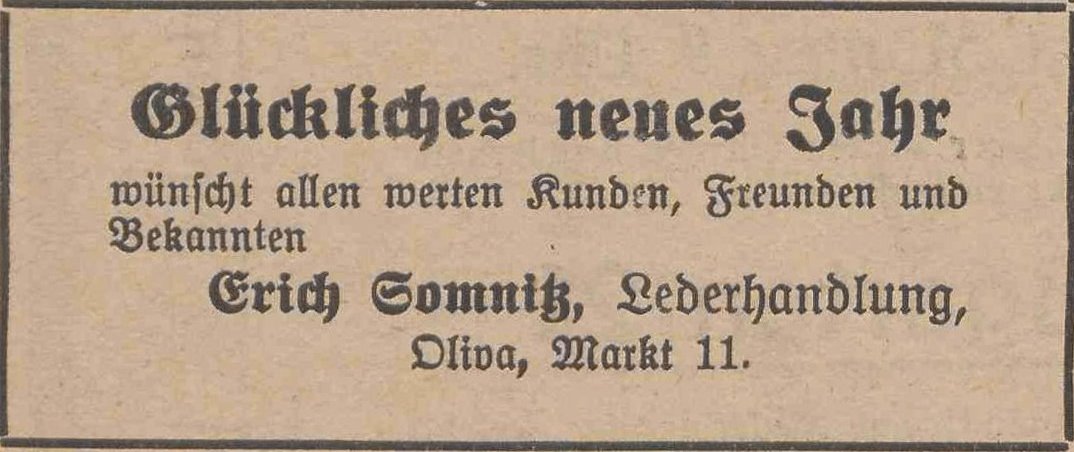 Glückliches neues Jahr
wünscht allen werten Kunden, Freunden und
Bekannten
Erich Somnitz, Lederhandlung,
Oliva, Markt 11.